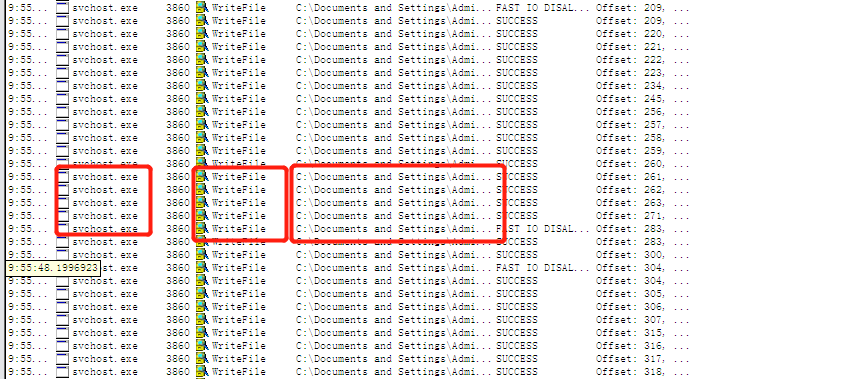 9:55... svchost.exe 3860 WriteFile C:\Documents and Settings\Admi... FAST IO DISAL... Offset: 209, ...
9:55... svchost.exe 3860 WriteFile C:\Documents and Settings\Admi... SUCCESS Offset: 209, ...
9:55... svchost.exe 3860 WriteFile C:\Documents and Settings\Admi... SUCCESS Offset: 220, ...
9:55... svchost.exe 3860 WriteFile C:\Documents and Settings\Admi... SUCCESS Offset: 221, ...
9:55... svchost.exe 3860 WriteFile C:\Documents and Settings\Admi... SUCCESS Offset: 222, ...
9:55... svchost.exe 3860 WriteFile C:\Documents and Settings\Admi... SUCCESS Offset: 223, ...
9:55... svchost.exe 3860 WriteFile C:\Documents and Settings\Admi... SUCCESS Offset: 234, ...
9:55... svchost.exe 3860 WriteFile C:\Documents and Settings\Admi... SUCCESS Offset: 245, ...
9:55... svchost.exe 3860 WriteFile C:\Documents and Settings\Admi... SUCCESS Offset: 256, ...
9:55... svchost.exe 3860 WriteFile C:\Documents and Settings\Admi... SUCCESS Offset: 257, ...
9:55... svchost.exe 3860 WriteFile C:\Documents and Settings\Admi... SUCCESS Offset: 258, ...
9:55... svchost.exe 3860 WriteFile C:\Documents and Settings\Admi... SUCCESS Offset: 259, ...
9:55... svchost.exe 3860 WriteFile C:\Documents and Settings\Admi... SUCCESS Offset: 260, ...
9:55... svchost.exe 3860 WriteFile C:\Documents and Settings\Admi... SUCCESS Offset: 261, ...
9:55... svchost.exe 3860 WriteFile C:\Documents and Settings\Admi... SUCCESS Offset: 262, ...
9:55... svchost.exe 3860 WriteFile C:\Documents and Settings\Admi... SUCCESS Offset: 263, ...
9:55... svchost.exe 3860 WriteFile C:\Documents and Settings\Admi... SUCCESS Offset: 271, ...
9:55... svchost.exe 3860 WriteFile C:\Documents and Settings\Admi... FAST IO DISAL... Offset: 283, ...
9:55... svchost.exe 3860 WriteFile C:\Documents and Settings\Admi... SUCCESS Offset: 283, ...
9:55... svchost.exe 3860 WriteFile C:\Documents and Settings\Admi... SUCCESS Offset: 300, ...
9:55:48.1996923 st.exe 3860 WriteFile C:\Documents and Settings\Admi... FAST IO DISAL... Offset: 304, ...
9:55... svchost.exe 3860 WriteFile C:\Documents and Settings\Admi... SUCCESS Offset: 304, ...
9:55... svchost.exe 3860 WriteFile C:\Documents and Settings\Admi... SUCCESS Offset: 305, ...
9:55... svchost.exe 3860 WriteFile C:\Documents and Settings\Admi... SUCCESS Offset: 306, ...
9:55... svchost.exe 3860 WriteFile C:\Documents and Settings\Admi... SUCCESS Offset: 307, ...
9:55... svchost.exe 3860 WriteFile C:\Documents and Settings\Admi... SUCCESS Offset: 315, ...
9:55... svchost.exe 3860 WriteFile C:\Documents and Settings\Admi... SUCCESS Offset: 316, ...
9:55... svchost.exe 3860 WriteFile C:\Documents and Settings\Admi... SUCCESS Offset: 317, ...
9:55... svchost.exe 3860 WriteFile C:\Documents and Settings\Admi... SUCCESS Offset: 318, ...